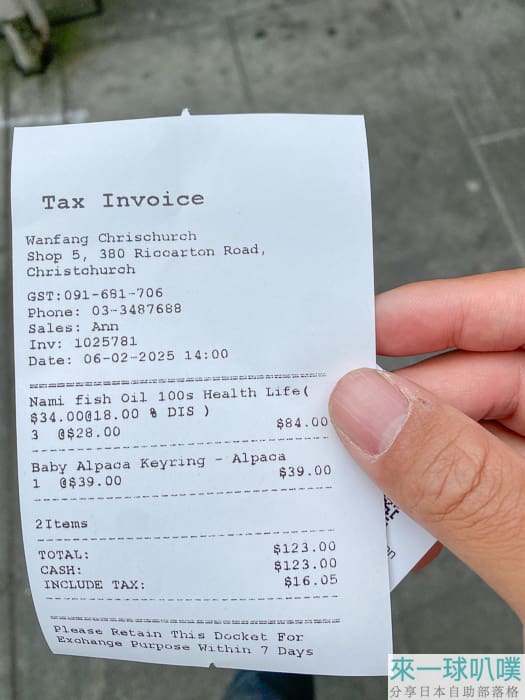 Tax Invoice
Wanfang Chrischurch
Shop 5, 380 Riccarton Road,
Christchurch
GST:091-681-706
Phone: 03-3487688
Sales: Ann
Inv: 1025781
Date: 06-02-2025 14:00
Nami fish Oil 100s Health Life(
$34.00@18.00 % DIS )
3 @$28.00 $84.00
Baby Alpaca Keyring - Alpaca
1 @$39.00 $39.00
2Items
TOTAL: $123.00
CASH: $123.00
INCLUDE TAX: $16.05
Please Retain This Docket For
Exchange Purpose Within 7 Days
來一球叭噗
分享日本自助部落格